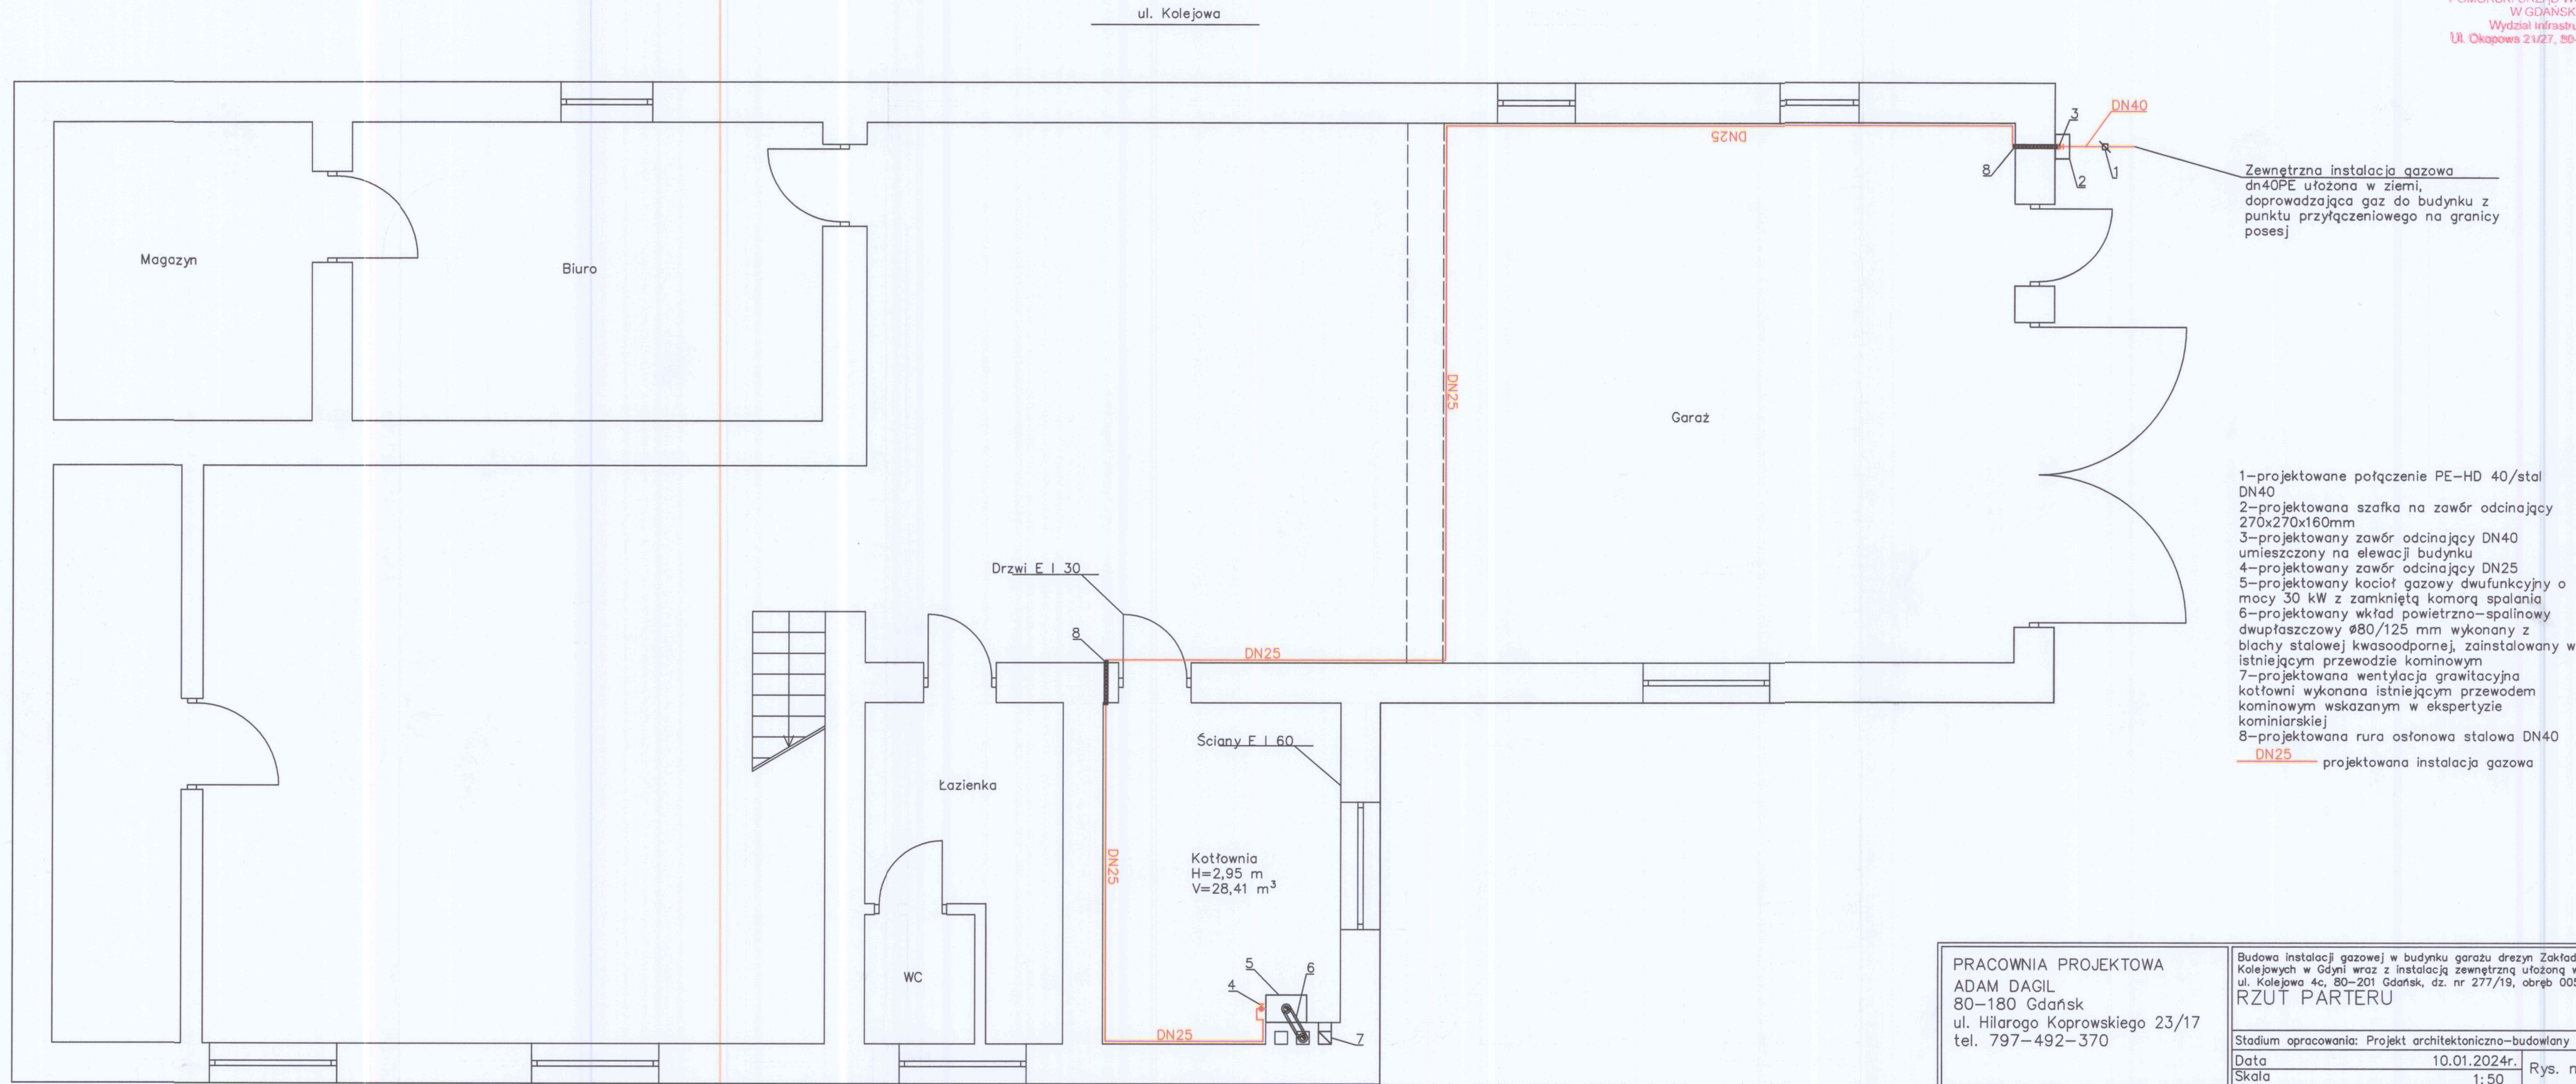 ul. Kolejowa
W GDAŃSK
Wydział Infrastru
Ul. Okopowa 21/27, 80-
DN40
3
DN25
8
2
1
Zewnętrzna instalacja gazowa
dn40PE ułożona w ziemi,
doprowadzająca gaz do budynku z
punktu przyłączeniowego na granicy
posesj
Magazyn
Biuro
DN25
Garaż
1-projektowane połączenie PE-HD 40/stal
DN40
2-projektowana szafka na zawór odcinający
270x270x160mm
3-projektowany zawór odcinający DN40
umieszczony na elewacji budynku
4-projektowany zawór odcinający DN25
5-projektowany kocioł gazowy dwufunkcyjny o
mocy 30 kW z zamkniętą komorą spalania
6-projektowany wkład powietrzno-spalinowy
dwupłaszczowy ø80/125 mm wykonany z
blachy stalowej kwasoodpornej, zainstalowany w
istniejącym przewodzie kominowym
7-projektowana wentylacja grawitacyjna
kotłowni wykonana istniejącym przewodem
kominowym wskazanym w ekspertyzie
kominiarskiej
8-projektowana rura osłonowa stalowa DN40
DN25 projektowana instalacja gazowa
Drzwi E I 30
8
DN25
Ściany E I 60
Łazienka
DN25
Kotłownia
H=2,95 m
V=28,41 m³
WC
5
6
4
DN25
7
PRACOWNIA PROJEKTOWA
ADAM DAGIL
80-180 Gdańsk
ul. Hilarogo Koprowskiego 23/17
tel. 797-492-370
Budowa instalacji gazowej w budynku garażu drezyn Zakład
Kolejowych w Gdyni wraz z instalacją zewnętrzną ułożoną w
ul. Kolejowa 4c, 80-201 Gdańsk, dz. nr 277/19, obręb 005
RZUT PARTERU
Stadium opracowania: Projekt architektoniczno-budowlany
Data 10.01.2024r.
Rys. n
Skala 1:50